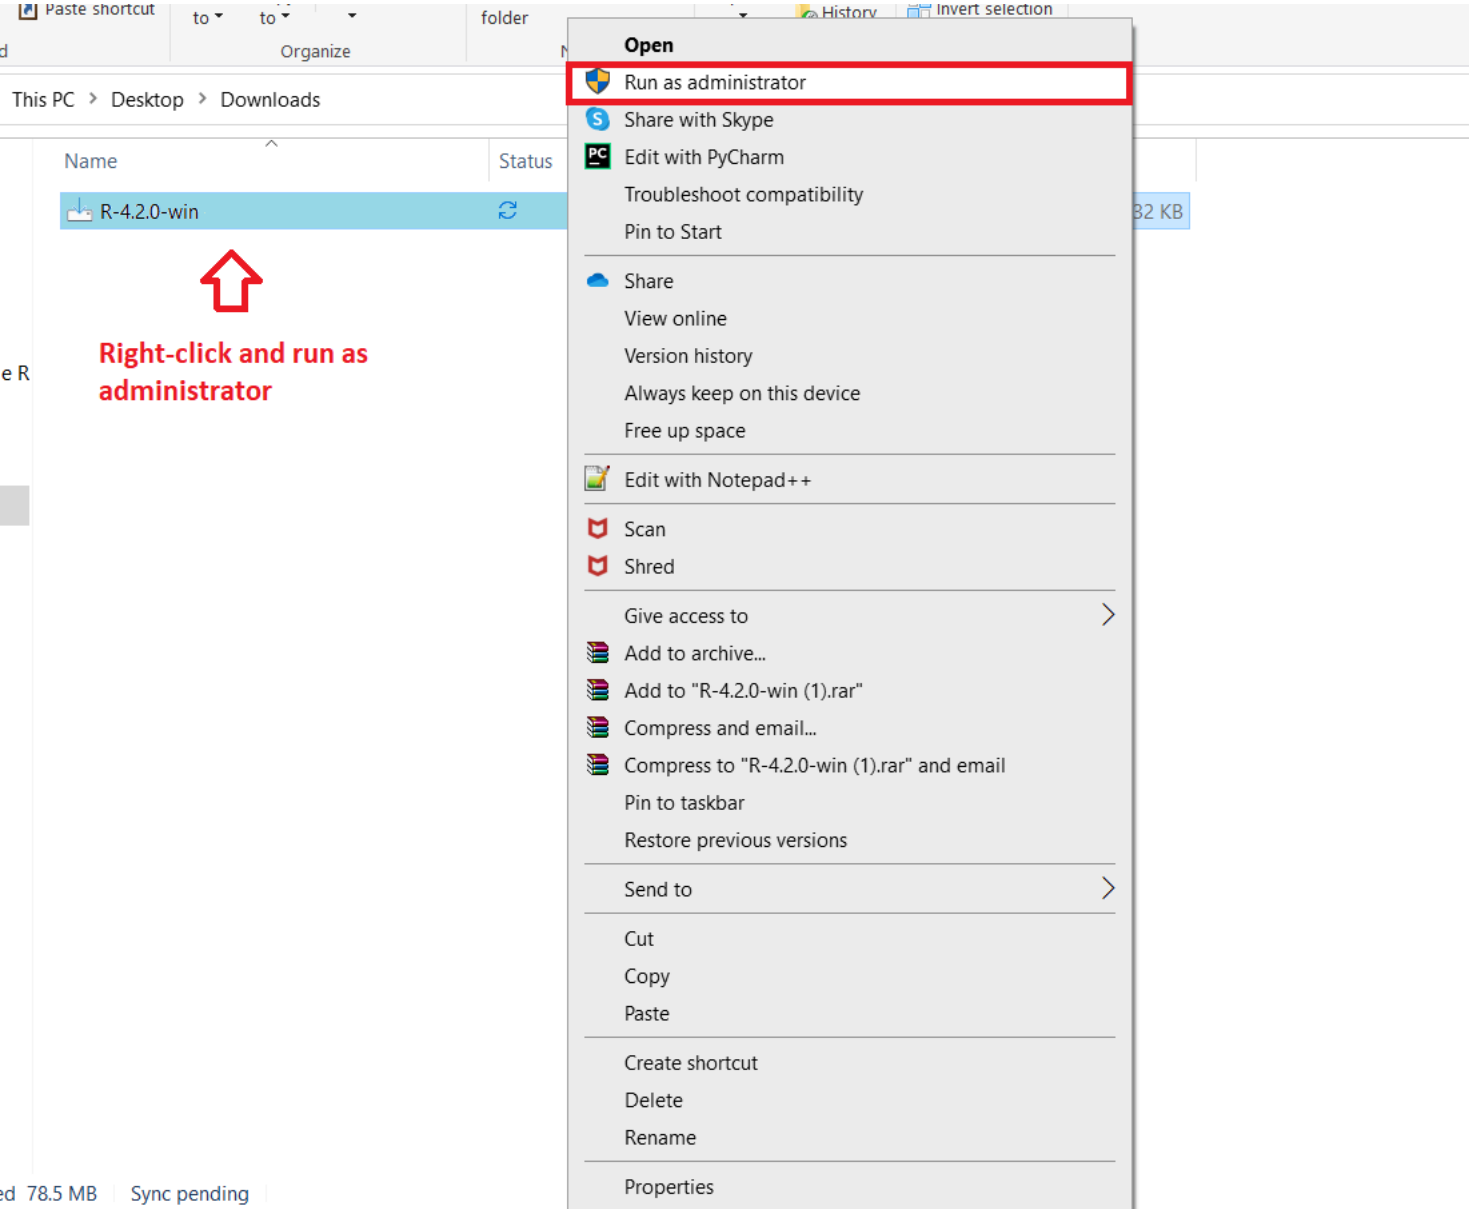 Paste shortcut
to
to
folder
History
Invert selection
Organize
This PC > Desktop > Downloads
Name
Status
R-4.2.0-win
32 KB
Right-click and run as
administrator
e R
Open
Run as administrator
Share with Skype
Edit with PyCharm
Troubleshoot compatibility
Pin to Start
Share
View online
Version history
Always keep on this device
Free up space
Edit with Notepad++
Scan
Shred
Give access to
Add to archive...
Add to "R-4.2.0-win (1).rar"
Compress and email...
Compress to "R-4.2.0-win (1).rar" and email
Pin to taskbar
Restore previous versions
Send to
Cut
Copy
Paste
Create shortcut
Delete
Rename
Properties
ed 78.5 MB
Sync pending